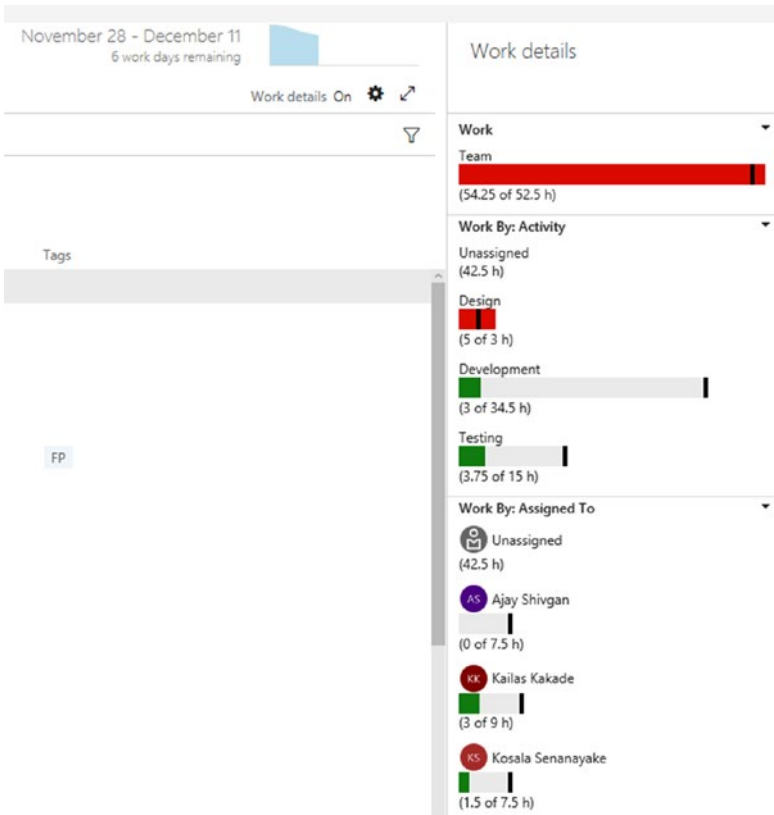 November 28 - December 11
6 work days remaining
Work details On
Tags
FP
Work details
Work
Team
(54.25 of 52.5 h)
Work By: Activity
Unassigned
(42.5 h)
Design
(5 of 3 h)
Development
(3 of 34.5 h)
Testing
(3.75 of 15 h)
Work By: Assigned To
Unassigned
(42.5 h)
AS Ajay Shivgan
(0 of 7.5 h)
KK Kailas Kakade
(3 of 9 h)
KS Kosala Senanayake
(1.5 of 7.5 h)